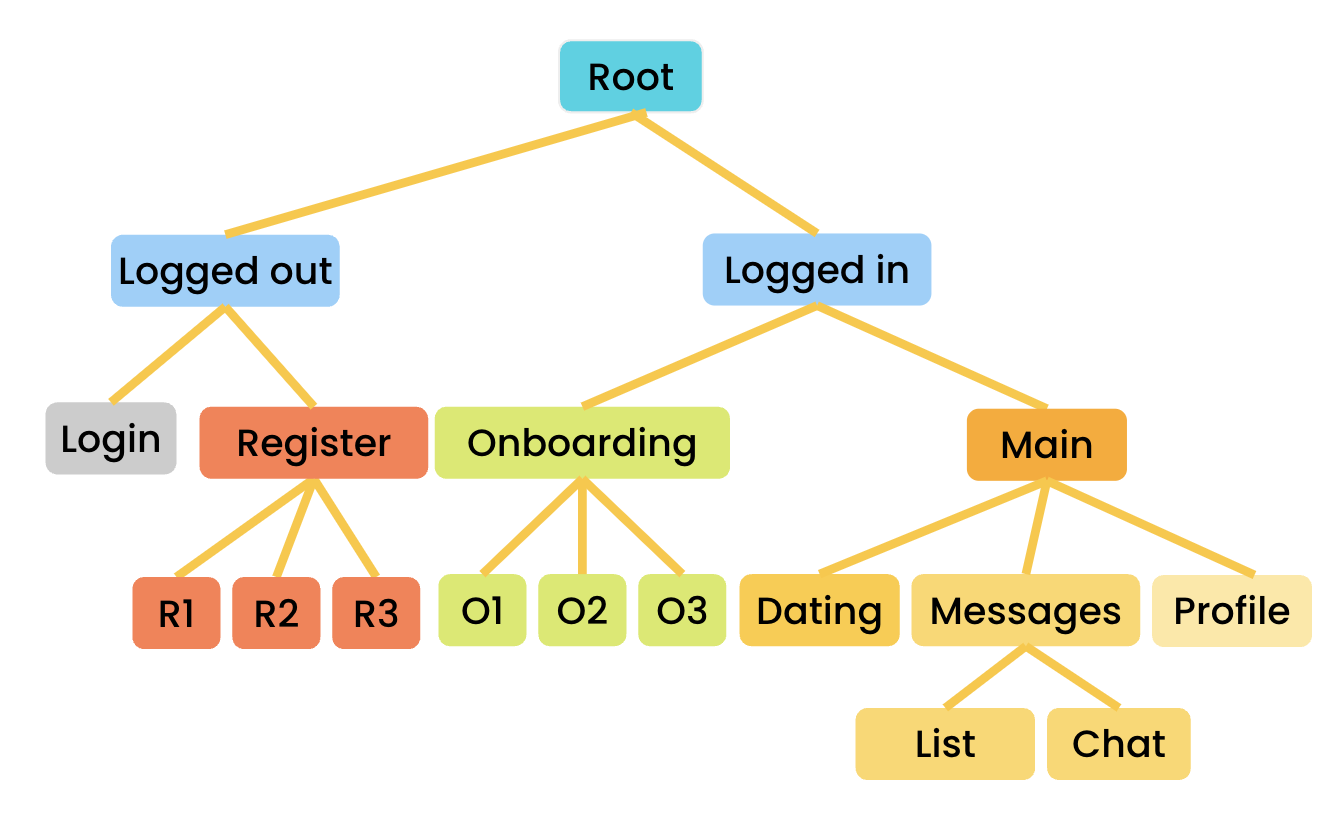 Root
Logged out
Logged in
Login
Register
Onboarding
Main
R1
R2
R3
O1
O2
O3
Dating
Messages
Profile
List
Chat